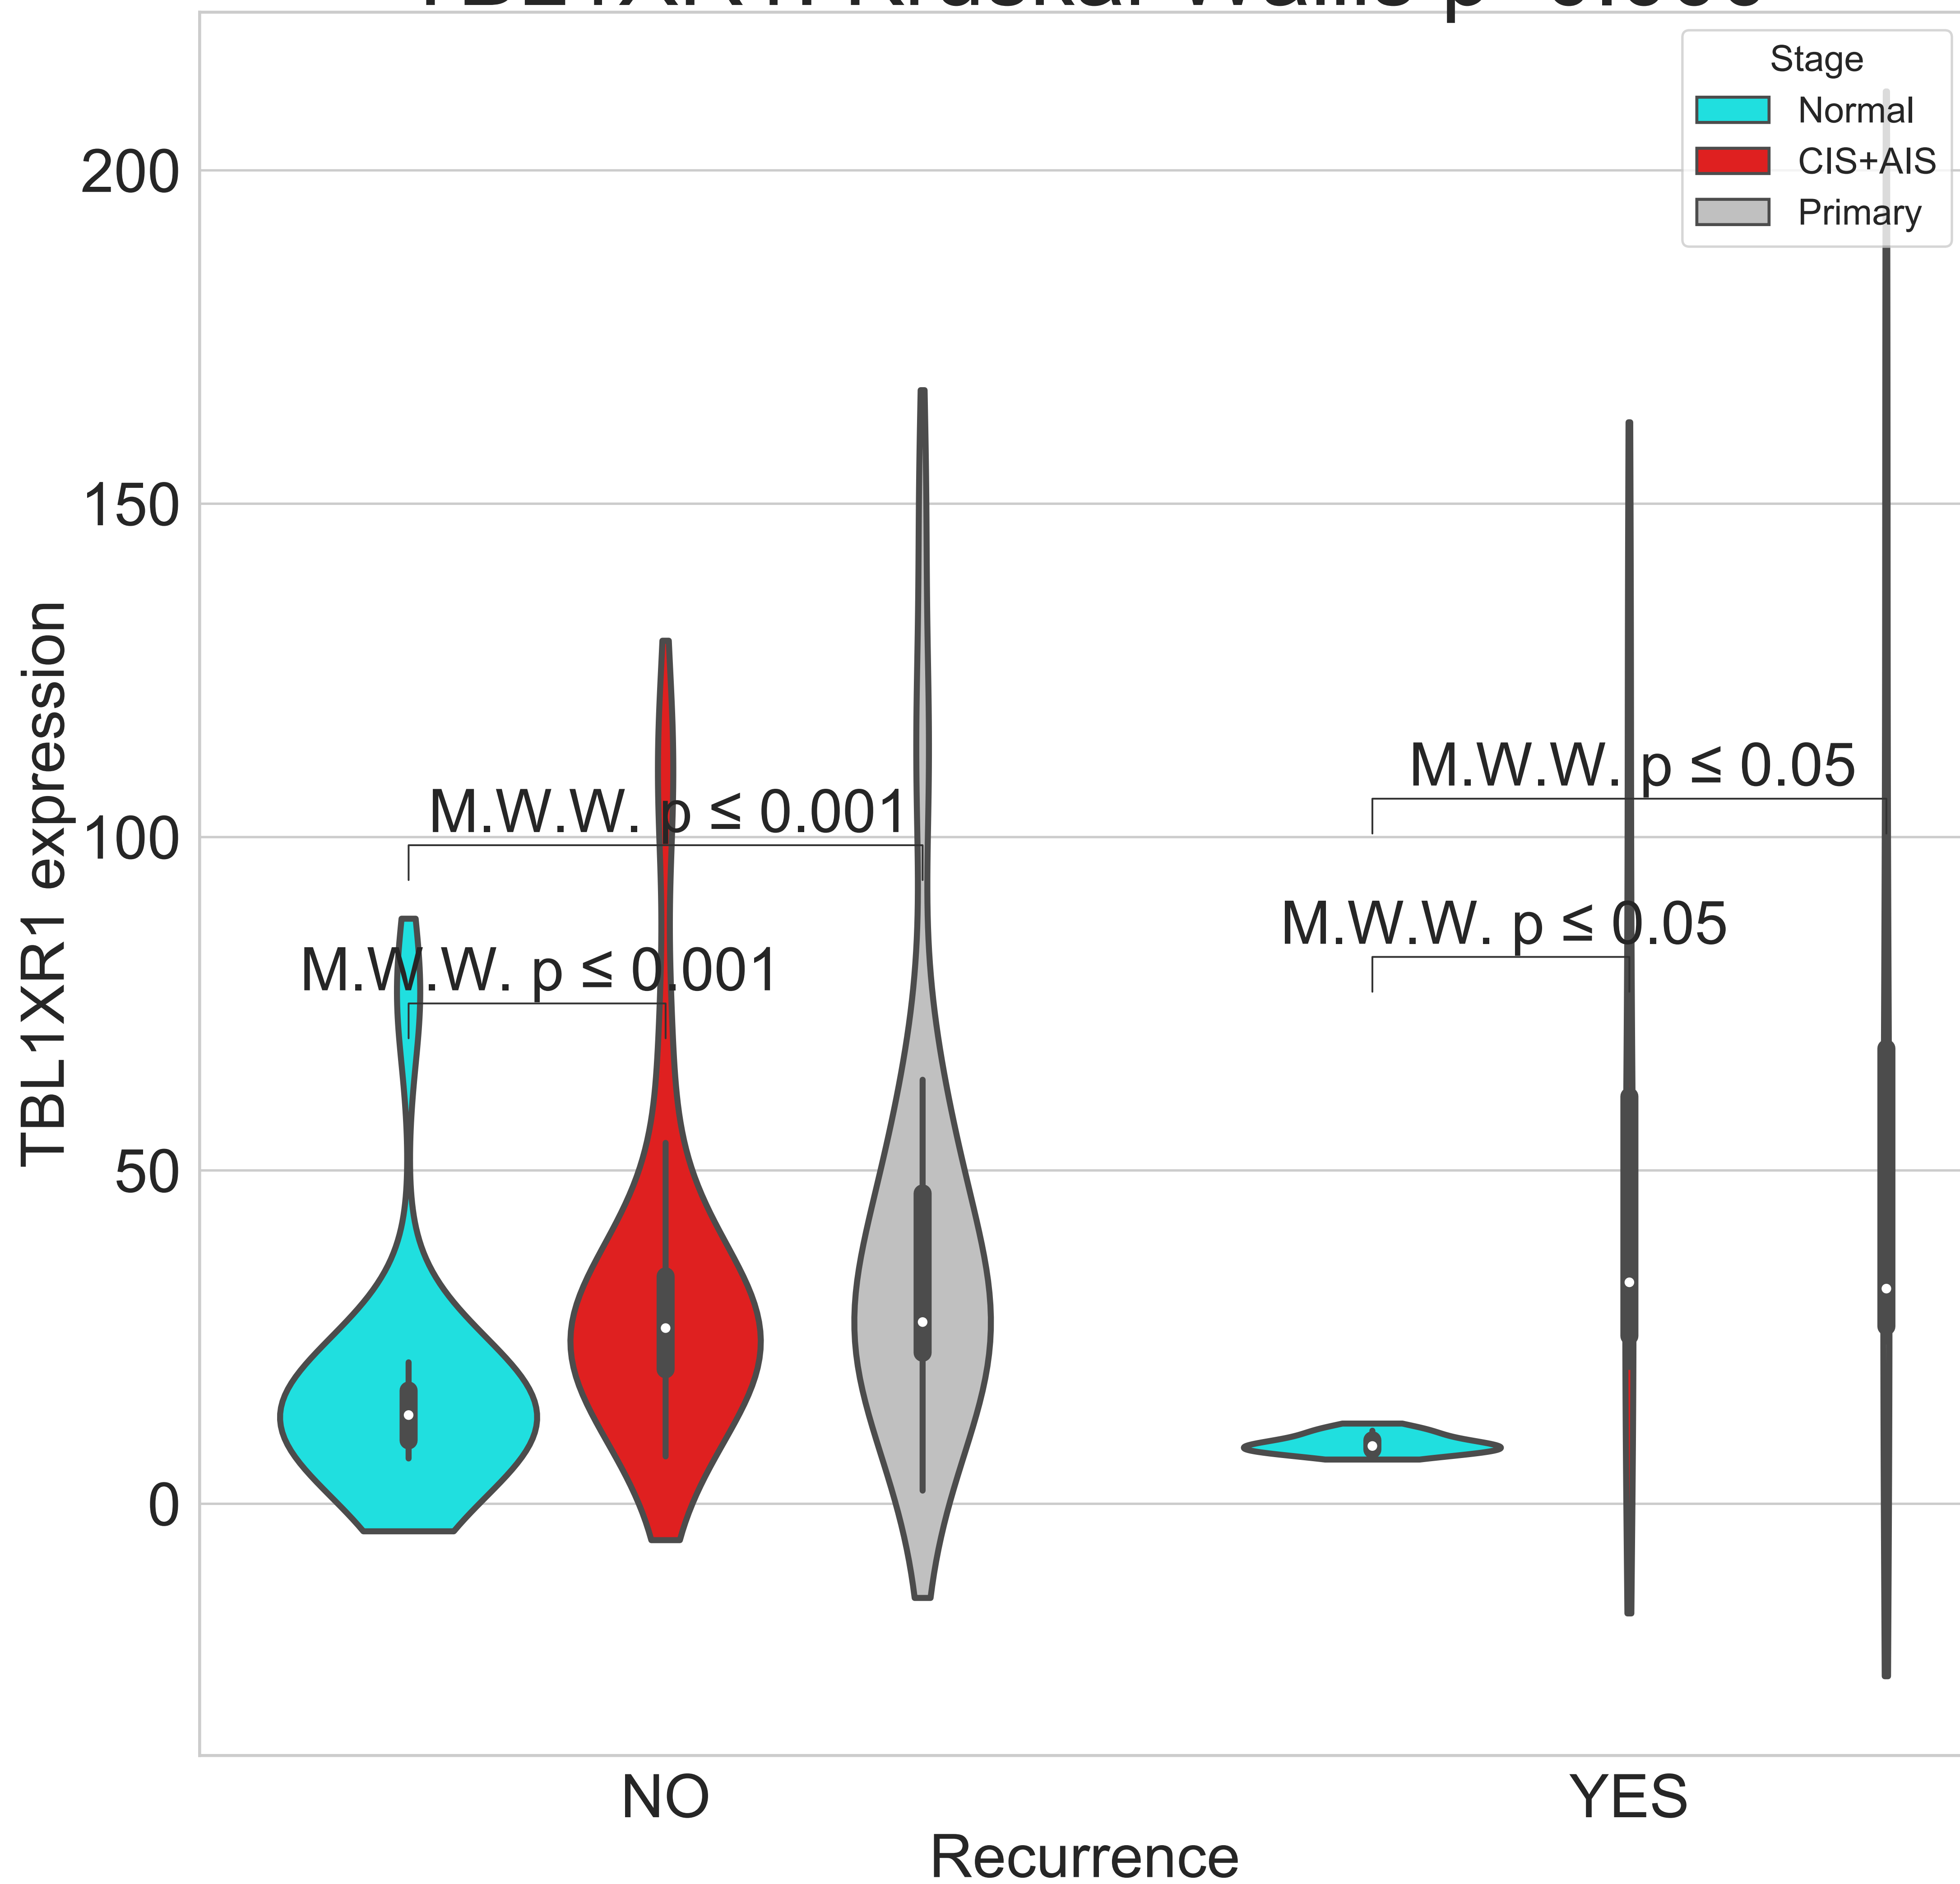 Stage
Normal
CIS+AIS
Primary
200
150
100
50
0
TBL1XR1 expression
M.W.W. p ≤ 0.05
M.W.W. p ≤ 0.001
M.W.W. p ≤ 0.05
M.W.W. p ≤ 0.001
NO
YES
Recurrence